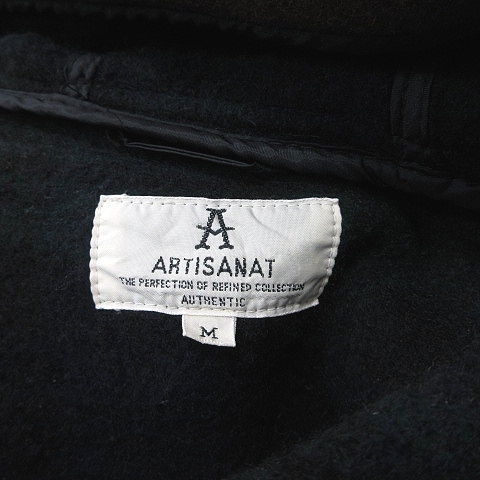 A
ARTISANAT
THE PERFECTION OF REFINED COLLECTION
AUTHENTIC
M